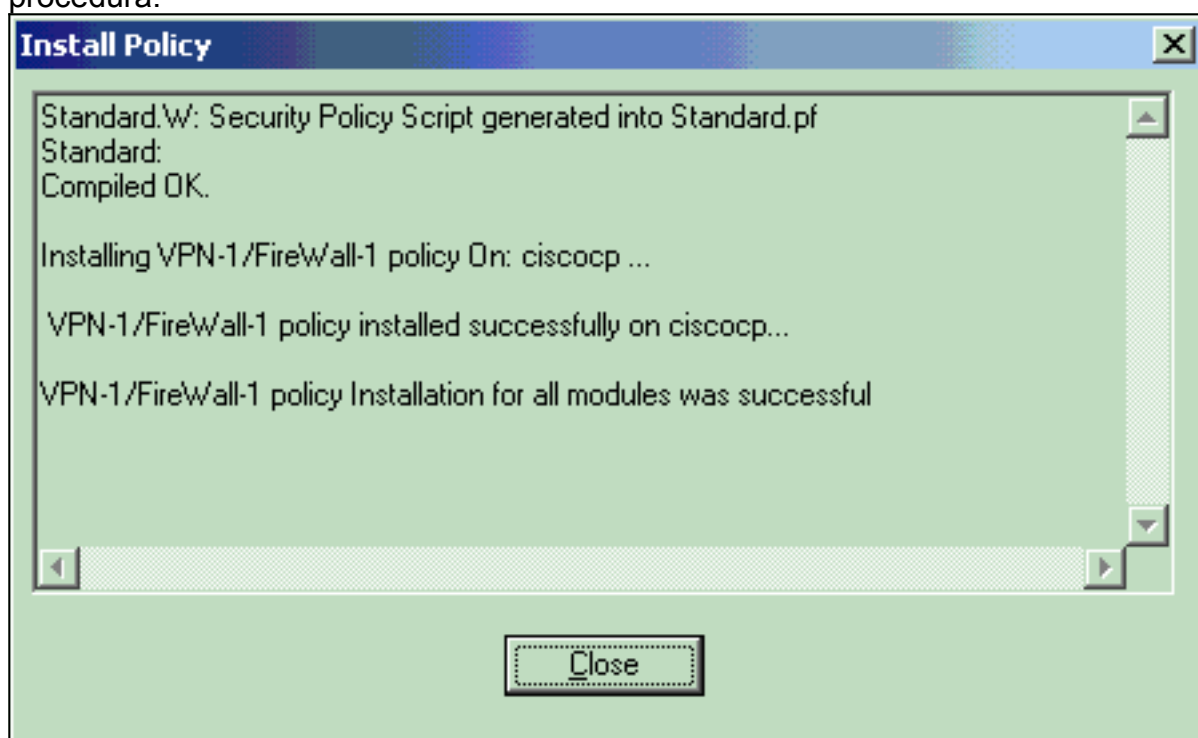 procedura.
Install Policy
Standard.W: Security Policy Script generated into Standard.pf
Standard:
Compiled OK.
Installing VPN-1/FireWall-1 policy On: ciscocp ...
VPN-1/FireWall-1 policy installed successfully on ciscocp...
VPN-1/FireWall-1 policy Installation for all modules was successful
Close